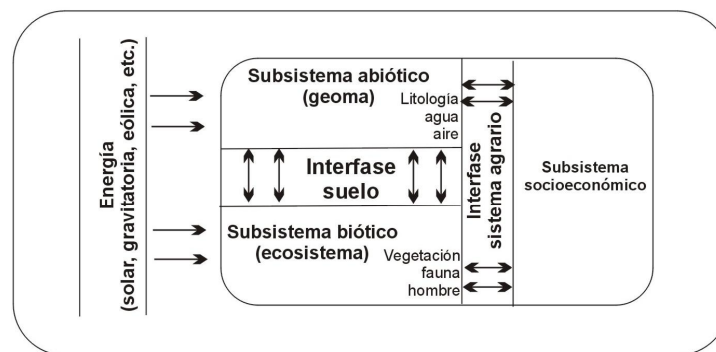 Energía
(solar, gravitatoria, eólica, etc.)
Subsistema abiótico
(geoma)
Litología
agua
aire
Interfase
suelo
Subsistema biótico
(ecosistema)
Vegetación
fauna
hombre
Interfase
sistema agrario
Subsistema
socioeconómico